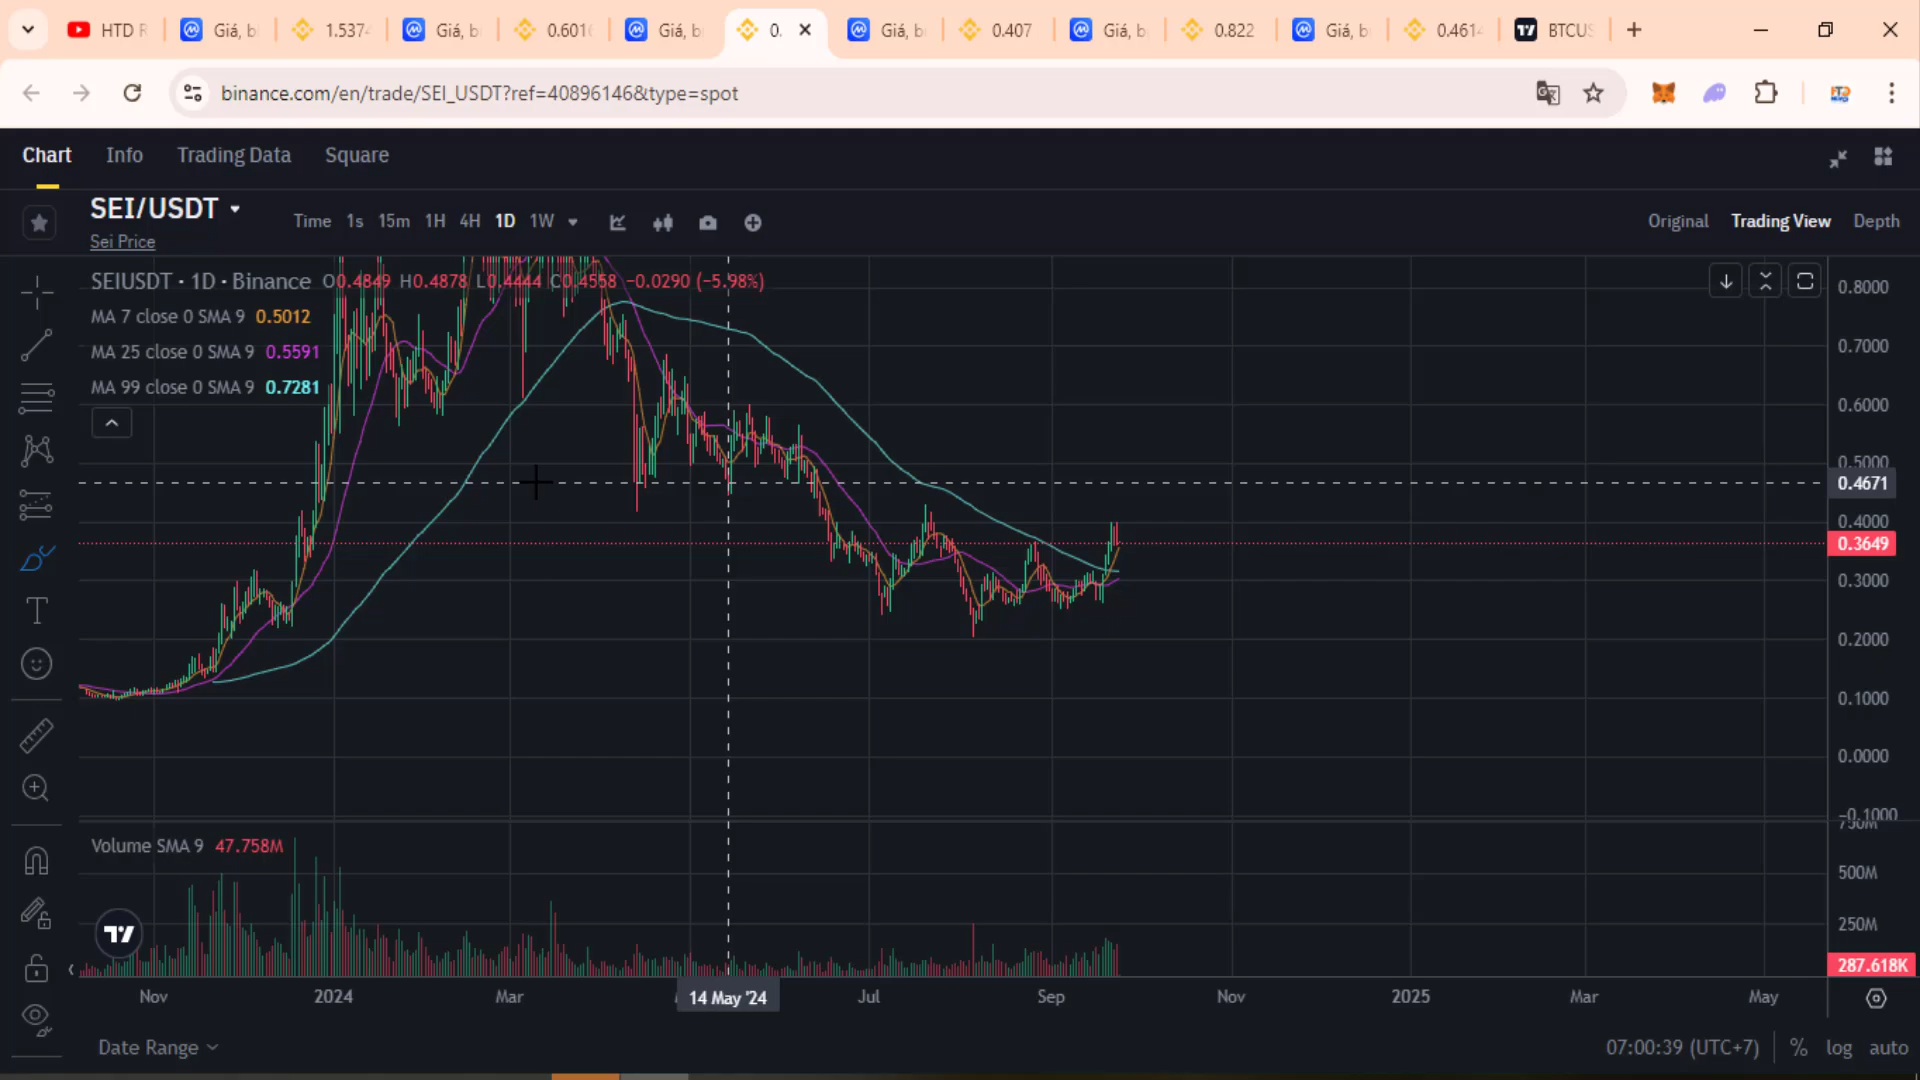 HTD R
Giá, b
1.5374
Giá, b
0.6016
Giá, b
0.
Giá, b
0.407
Giá, b
0.822
Giá, b
0.4614
BTCUS
binance.com/en/trade/SEI_USDT?ref=40896146&type=spot
Chart Info Trading Data Square
SEI/USDT
Sei Price
Time 1s 15m 1H 4H 1D 1W
Original Trading View Depth
SEIUSDT · 1D · Binance O0.4849 H0.4878 L0.4444 C0.4558 −0.0290 (−5.98%)
MA 7 close 0 SMA 9 0.5012
MA 25 close 0 SMA 9 0.5591
MA 99 close 0 SMA 9 0.7281
0.8000
0.7000
0.6000
0.5000
0.4671
0.4000
0.3649
0.3000
0.2000
0.1000
0.0000
−0.1000
750M
Volume SMA 9 47.758M
500M
250M
287.618K
Nov 2024 Mar 14 May '24 Jul Sep Nov 2025 Mar May
Date Range
07:00:39 (UTC+7) % log auto